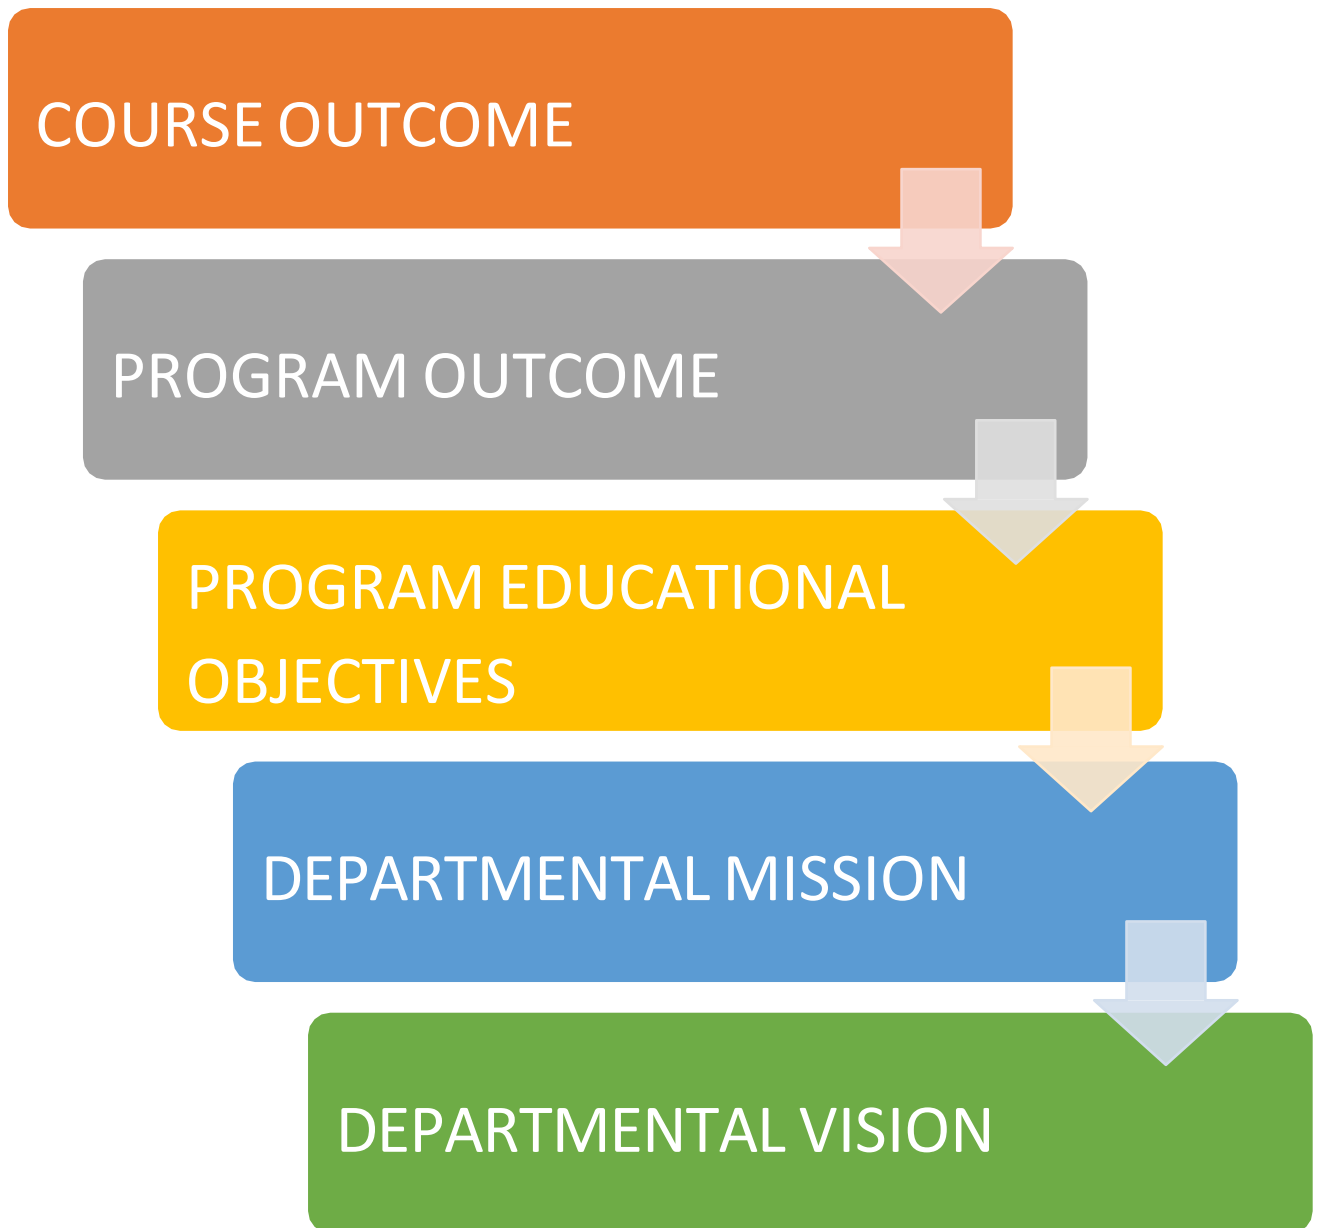 COURSE OUTCOME
PROGRAM OUTCOME
PROGRAM EDUCATIONAL
OBJECTIVES
DEPARTMENTAL MISSION
DEPARTMENTAL VISION